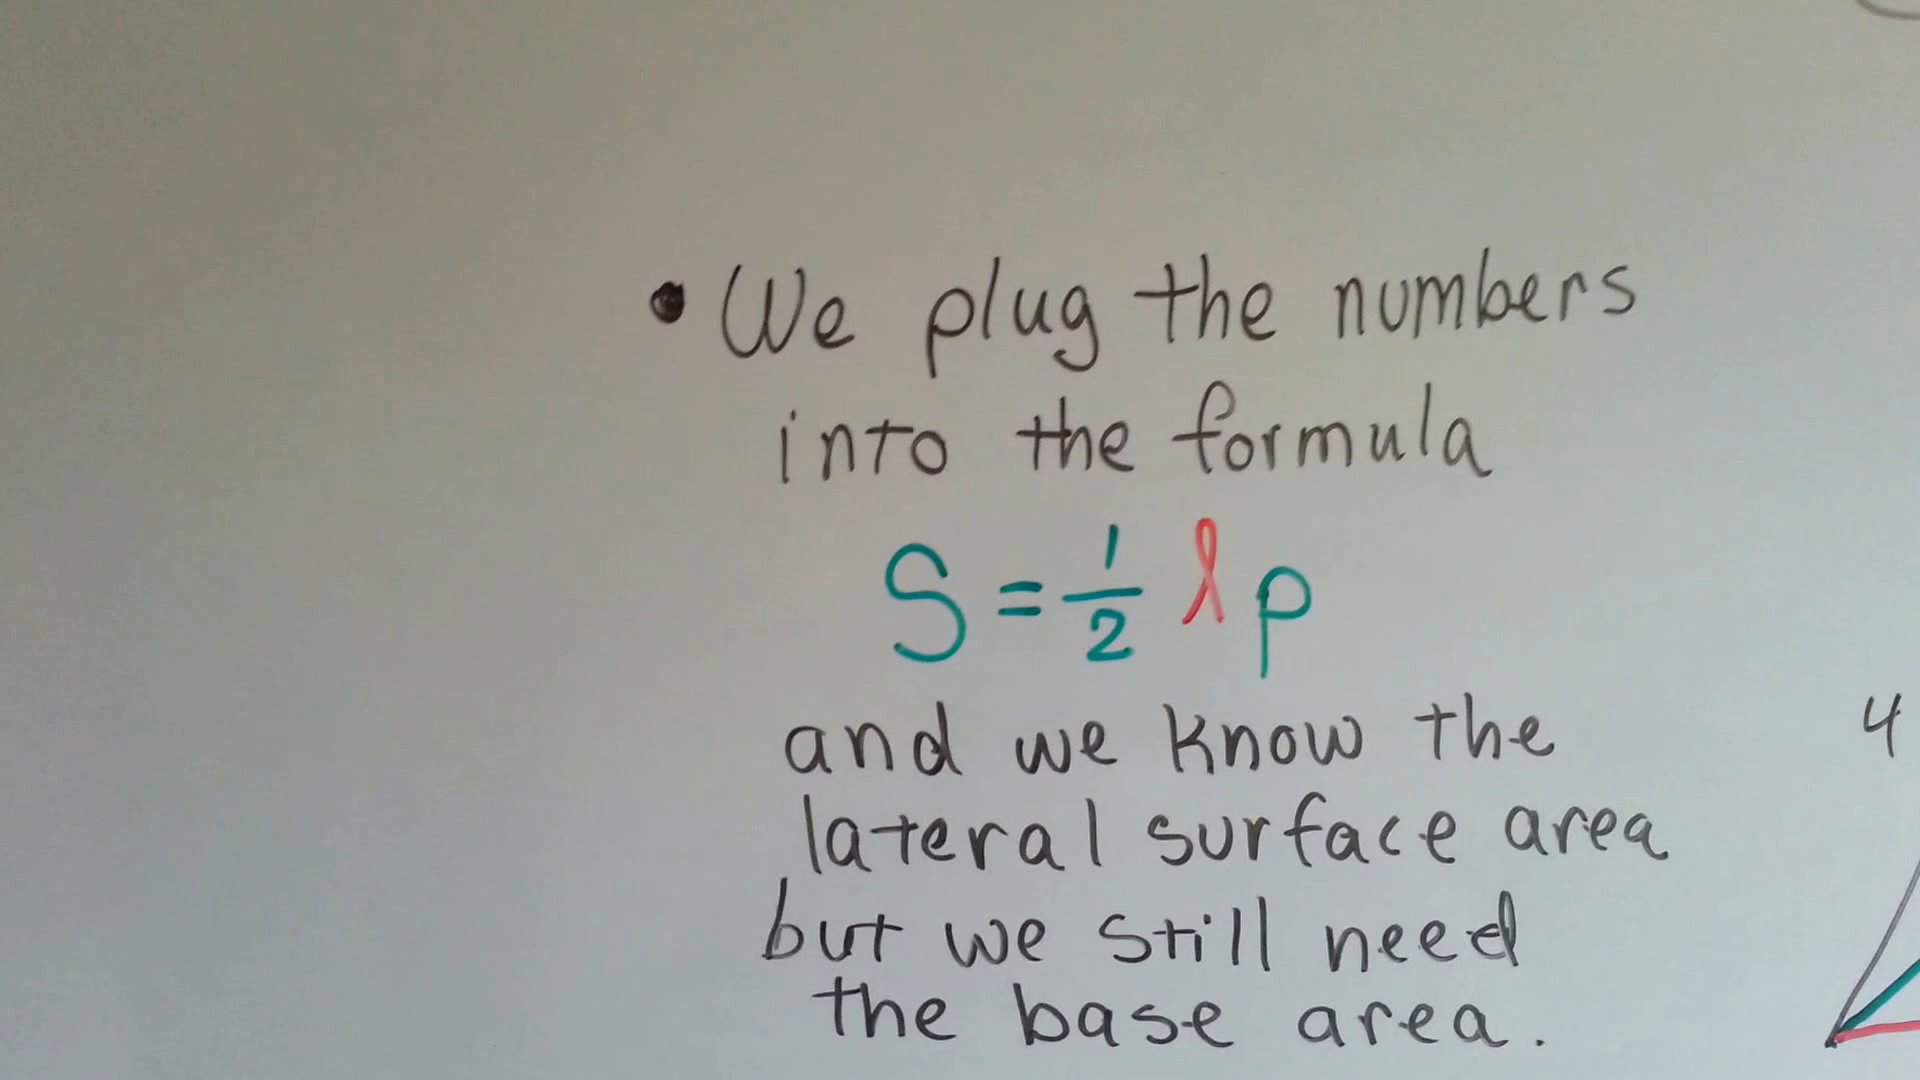 • We plug the numbers
into the formula
S = 1/2 l p
and we know the
4
lateral surface area
but we still need
the base area.